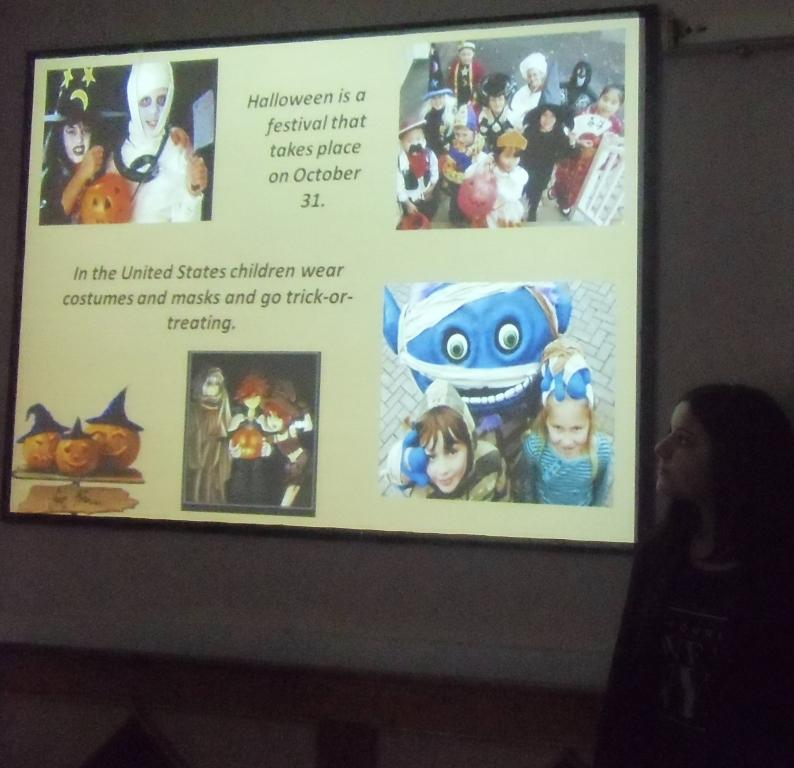 Halloween is a
festival that
takes place
on October
31.
In the United States children wear
costumes and masks and go trick-or-
treating.